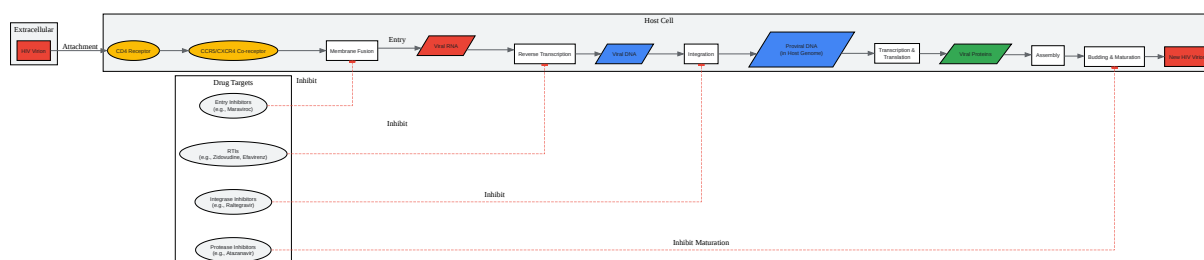 Host Cell
Extracellular
HIV Virion
Attachment
CD4 Receptor
CCR5/CXCR4 Co-receptor
Membrane Fusion
Entry
Viral RNA
Reverse Transcription
Viral DNA
Integration
Proviral DNA
(in Host Genome)
Transcription &
Translation
Viral Proteins
Assembly
Budding & Maturation
New HIV Virion
Drug Targets
Inhibit
Entry Inhibitors
(e.g., Maraviroc)
Inhibit
RTIs
(e.g., Zidovudine, Efavirenz)
Inhibit
Integrase Inhibitors
(e.g., Raltegravir)
Inhibit Maturation
Protease Inhibitors
(e.g., Atazanavir)